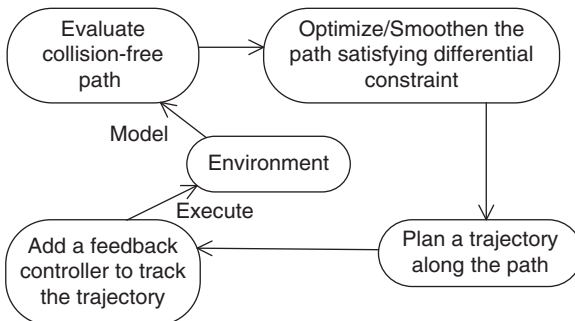 Evaluate
collision-free
path
Optimize/Smoothen the
path satisfying differential
constraint
Model
Environment
Execute
Add a feedback
controller to track
the trajectory
Plan a trajectory
along the path